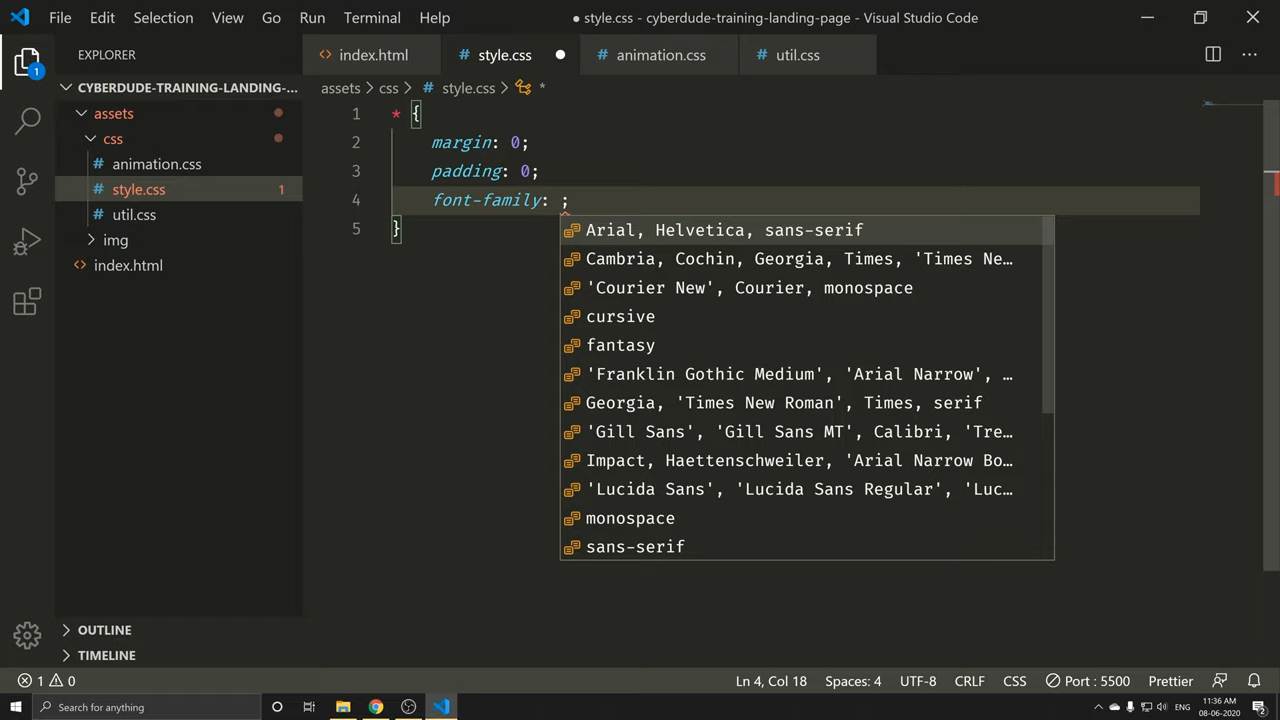 File Edit Selection View Go Run Terminal Help
● style.css - cyberdude-training-landing-page - Visual Studio Code
EXPLORER
1
CYBERDUDE-TRAINING-LANDING-...
assets
css
# animation.css
# style.css 1
# util.css
img
<> index.html
OUTLINE
TIMELINE
<> index.html # style.css ● # animation.css # util.css
assets > css > # style.css > *
1 * {
2 margin: 0;
3 padding: 0;
4 font-family: ;
5 }
Arial, Helvetica, sans-serif
Cambria, Cochin, Georgia, Times, 'Times Ne…
'Courier New', Courier, monospace
cursive
fantasy
'Franklin Gothic Medium', 'Arial Narrow', …
Georgia, 'Times New Roman', Times, serif
'Gill Sans', 'Gill Sans MT', Calibri, 'Tre…
Impact, Haettenschweiler, 'Arial Narrow Bo…
'Lucida Sans', 'Lucida Sans Regular', 'Luc…
monospace
sans-serif
1 0 Ln 4, Col 18 Spaces: 4 UTF-8 CRLF CSS Port : 5500 Prettier
Search for anything
ENG
11:36 AM
08-06-2020
2